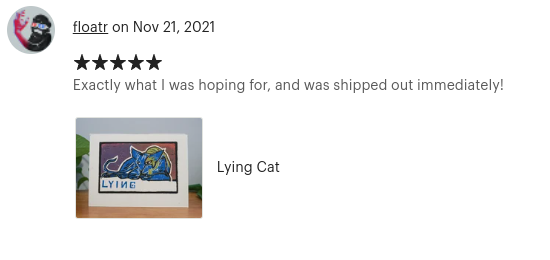 floatr on Nov 21, 2021
★★★★★
Exactly what I was hoping for, and was shipped out immediately!
LYING
Lying Cat